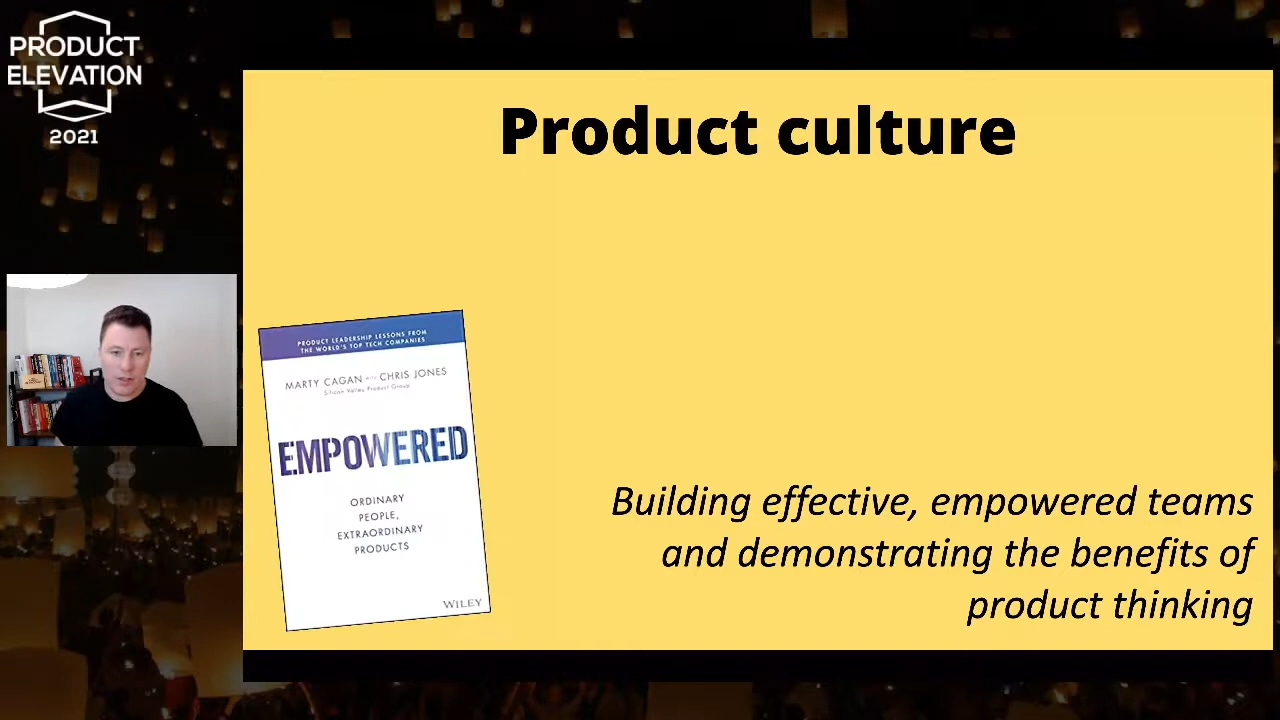 PRODUCT
ELEVATION
2021
Product culture
PRODUCT LEADERSHIP LESSONS FROM
THE WORLD'S TOP TECH COMPANIES
MARTY CAGAN with CHRIS JONES
Silicon Valley Product Group
EMPOWERED
ORDINARY
PEOPLE,
EXTRAORDINARY
PRODUCTS
WILEY
Building effective, empowered teams
and demonstrating the benefits of
product thinking